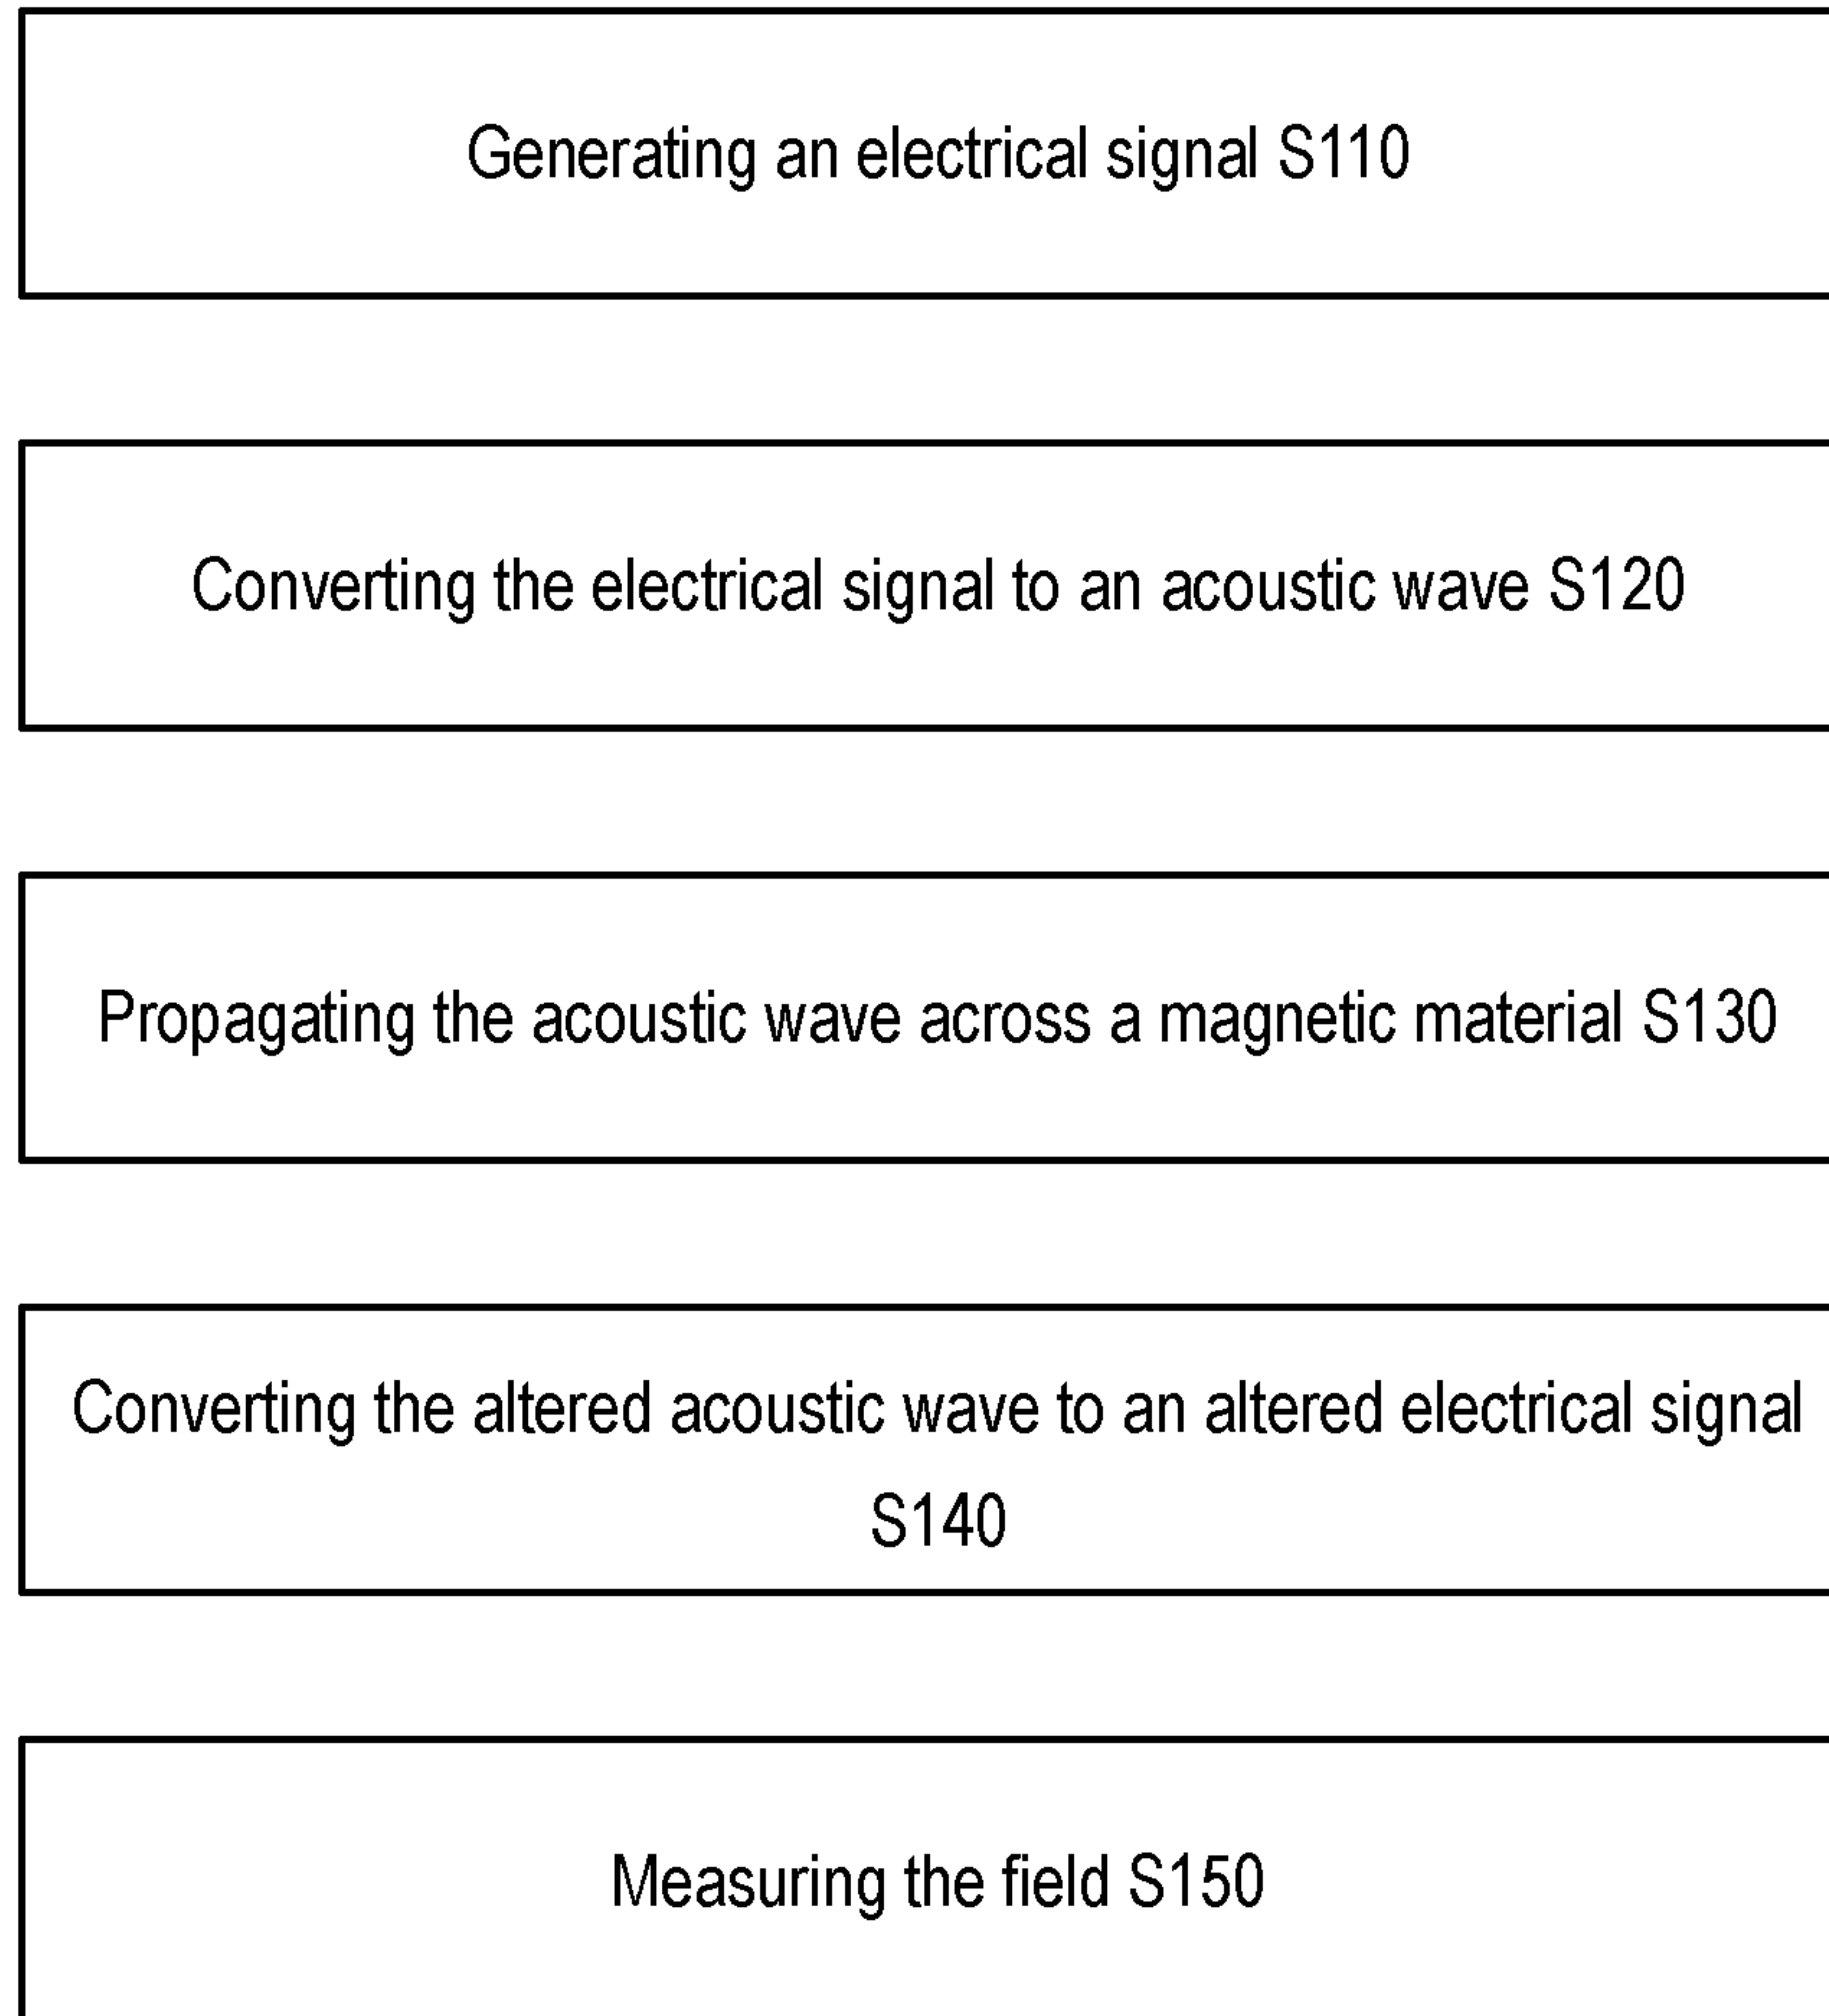 Generating an electrical signal S110
Converting the electrical signal to an acoustic wave S120
Propagating the acoustic wave across a magnetic material S130
Converting the altered acoustic wave to an altered electrical signal
S140
Measuring the field S150